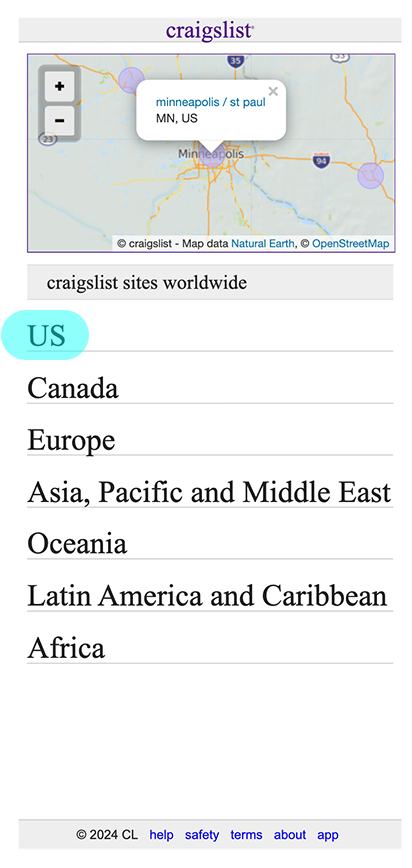 craigslist
+
−
35
53
minneapolis / st paul
×
MN, US
23
Minneapolis
94
© craigslist - Map data Natural Earth, © OpenStreetMap
craigslist sites worldwide
US
Canada
Europe
Asia, Pacific and Middle East
Oceania
Latin America and Caribbean
Africa
© 2024 CL help safety terms about app